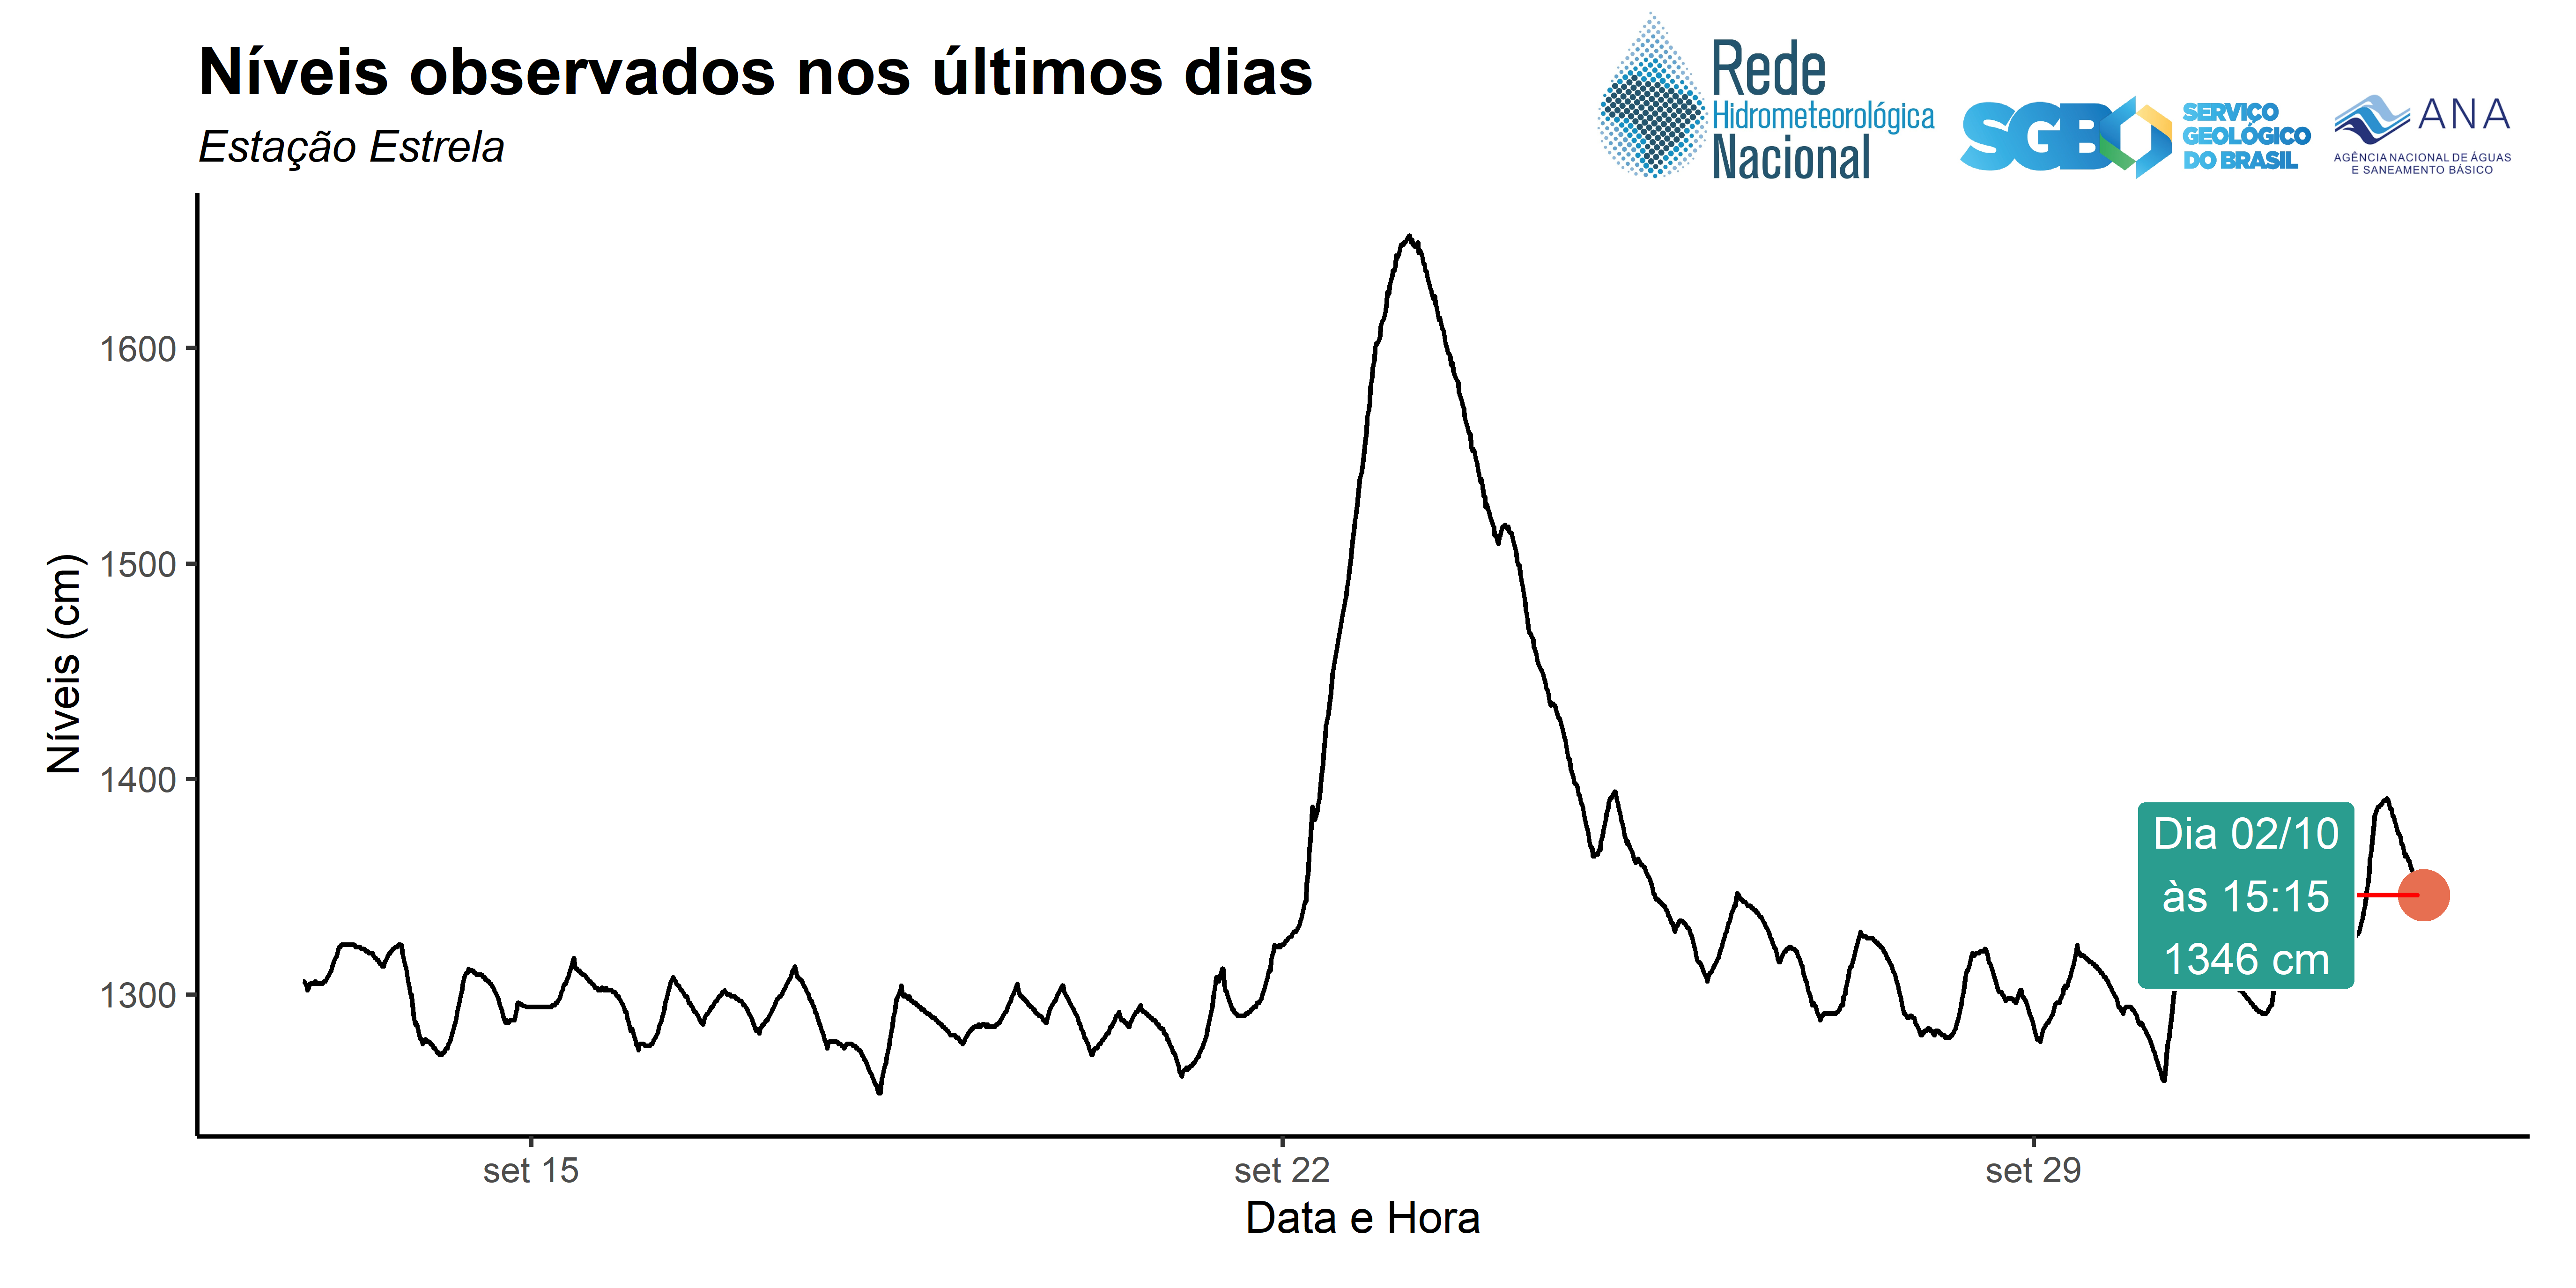 Níveis observados nos últimos dias
Estação Estrela
Rede
Hidrometeorológica
Nacional
SGB
SERVIÇO
GEOLÓGICO
DO BRASIL
ANA
AGÊNCIA NACIONAL DE ÁGUAS
E SANEAMENTO BÁSICO
Níveis (cm)
1600
1500
1400
1300
Dia 02/10
às 15:15
1346 cm
set 15
set 22
set 29
Data e Hora